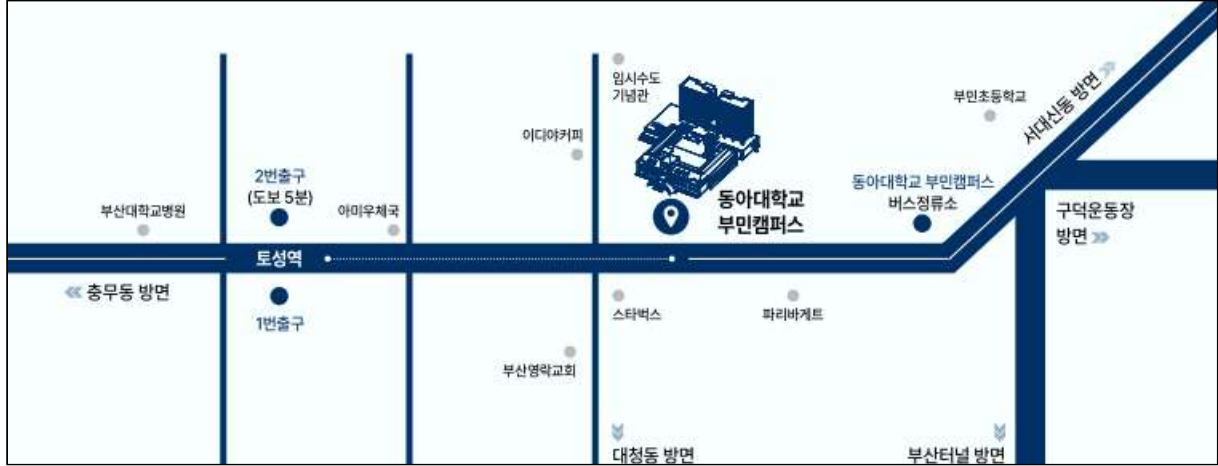 임시수도
기념관
부민초등학교
서대신동 방면
이디야커피
2번출구
(도보 5분)
동아대학교
부민캠퍼스
동아대학교 부민캠퍼스
버스정류소
부산대학교병원
아미우체국
구덕운동장
방면
토성역
충무동 방면
1번출구
스타벅스
파리바게트
부산영락교회
대청동 방면
부산터널 방면